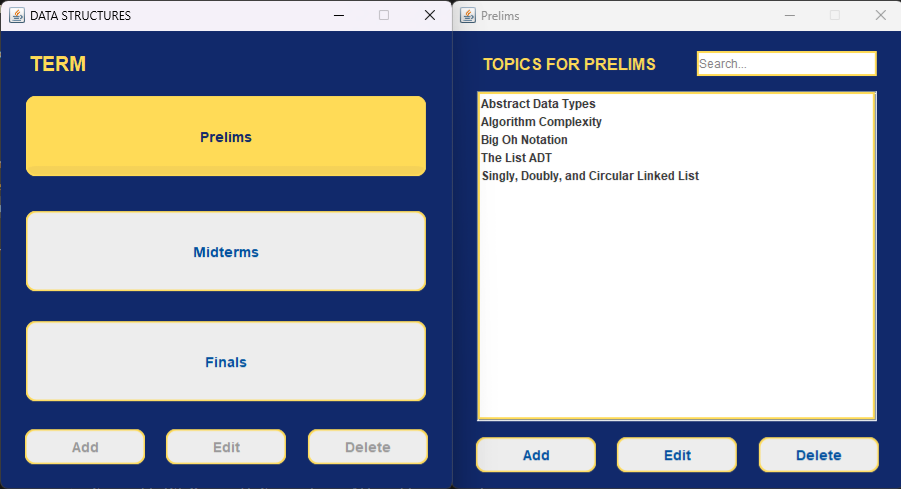 DATA STRUCTURES
TERM
Prelims
Midterms
Finals
Add Edit Delete
Prelims
TOPICS FOR PRELIMS
Search...
Abstract Data Types
Algorithm Complexity
Big Oh Notation
The List ADT
Singly, Doubly, and Circular Linked List
Add Edit Delete